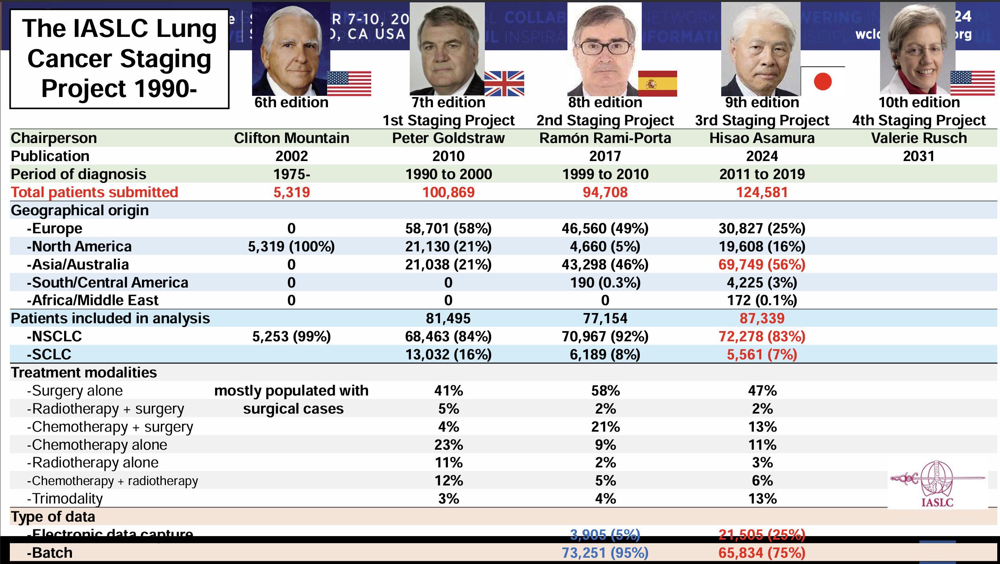 The IASLC Lung
Cancer Staging
Project 1990-
R 7-10, 20
CA USA
COLLAB
NETWORK
WERING
24
INSPIRA
FORMATI
wclc
org
6th edition 7th edition 8th edition 9th edition 10th edition
1st Staging Project 2nd Staging Project 3rd Staging Project 4th Staging Project
Chairperson Clifton Mountain Peter Goldstraw Ramón Rami-Porta Hisao Asamura Valerie Rusch
Publication 2002 2010 2017 2024 2031
Period of diagnosis 1975- 1990 to 2000 1999 to 2010 2011 to 2019
Total patients submitted 5,319 100,869 94,708 124,581
Geographical origin
-Europe 0 58,701 (58%) 46,560 (49%) 30,827 (25%)
-North America 5,319 (100%) 21,130 (21%) 4,660 (5%) 19,608 (16%)
-Asia/Australia 0 21,038 (21%) 43,298 (46%) 69,749 (56%)
-South/Central America 0 0 190 (0.3%) 4,225 (3%)
-Africa/Middle East 0 0 0 172 (0.1%)
Patients included in analysis 81,495 77,154 87,339
-NSCLC 5,253 (99%) 68,463 (84%) 70,967 (92%) 72,278 (83%)
-SCLC 13,032 (16%) 6,189 (8%) 5,561 (7%)
Treatment modalities
-Surgery alone mostly populated with 41% 58% 47%
-Radiotherapy + surgery surgical cases 5% 2% 2%
-Chemotherapy + surgery 4% 21% 13%
-Chemotherapy alone 23% 9% 11%
-Radiotherapy alone 11% 2% 3%
-Chemotherapy + radiotherapy 12% 5% 6%
-Trimodality 3% 4% 13%
IASLC
Type of data
-Electronic data capture 3,905 (5%) 21,505 (25%)
-Batch 73,251 (95%) 65,834 (75%)